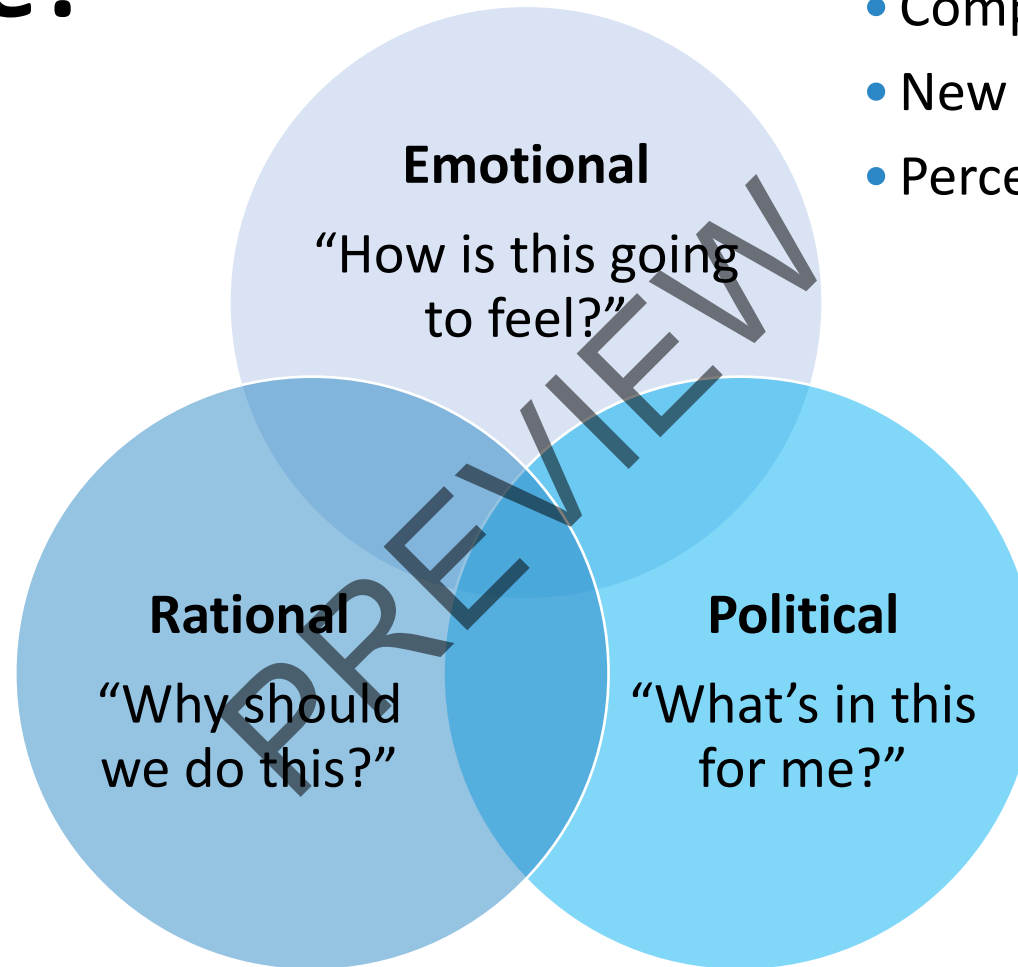 • New
Emotional
“How is this going
to feel?”
Rational
“Why should
we do this?”
Political
“What’s in this
for me?”
PREVIEW